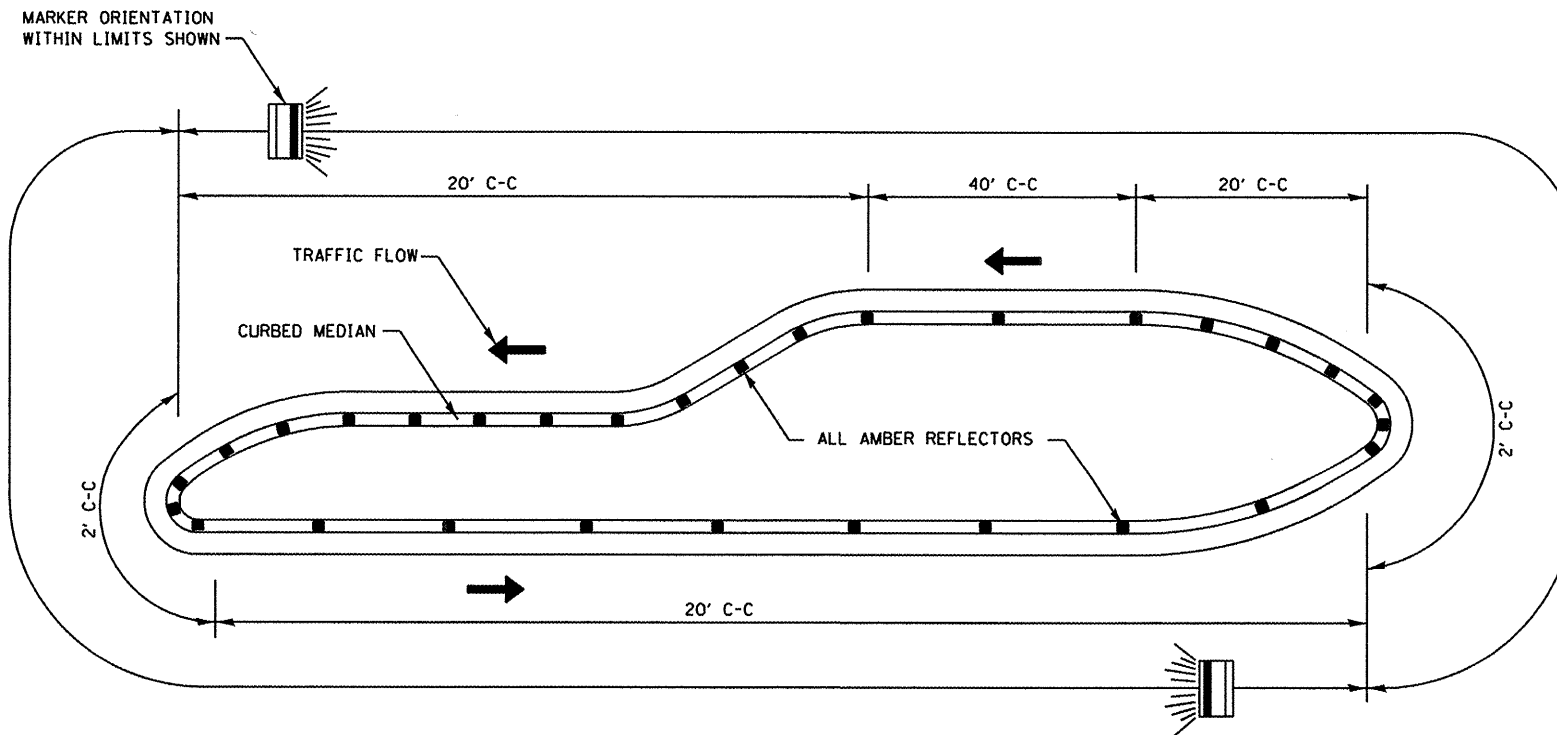 MARKER ORIENTATION
WITHIN LIMITS SHOWN
20' C-C
40' C-C
20' C-C
TRAFFIC FLOW
CURBED MEDIAN
ALL AMBER REFLECTORS
2' C-C
2' C-C
20' C-C